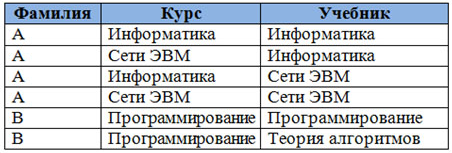 Фамилия Курс Учебник
А Информатика Информатика
А Сети ЭВМ Информатика
А Информатика Сети ЭВМ
А Сети ЭВМ Сети ЭВМ
В Программирование Программирование
В Программирование Теория алгоритмов